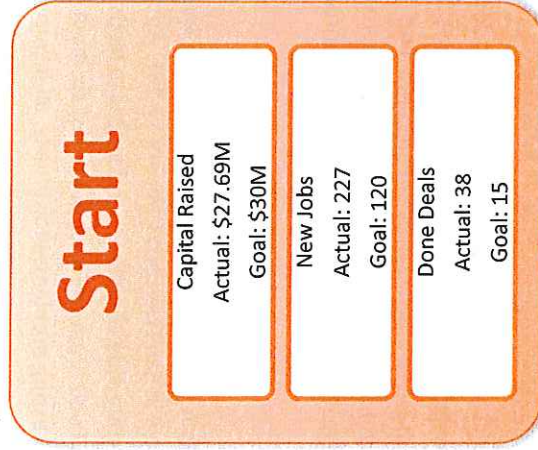 Start
Capital Raised
Actual: $27.69M
Goal: $30M
New Jobs
Actual: 227
Goal: 120
Done Deals
Actual: 38
Goal: 15